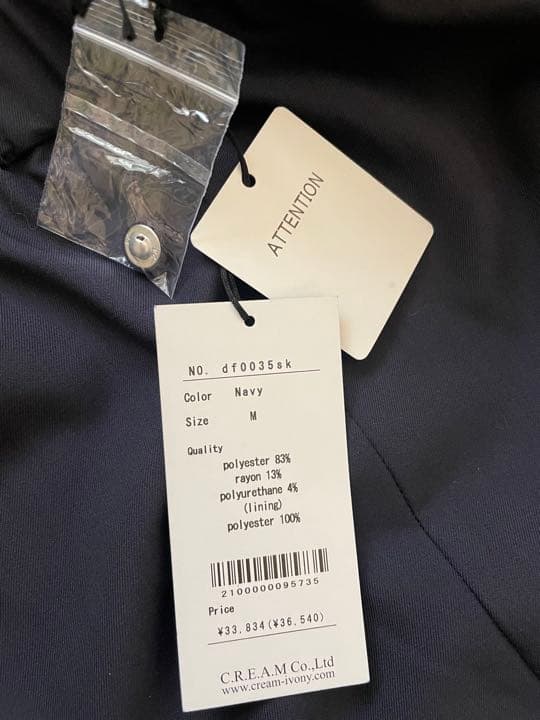 ATTENTION
NO. df0035sk
Color Navy
Size M
Quality
polyester 83%
rayon 13%
polyurethane 4%
(lining)
polyester 100%
2100000095735
Price
¥33,834(¥36,540)
C.R.E.A.M Co.,Ltd
www.cream-ivony.com